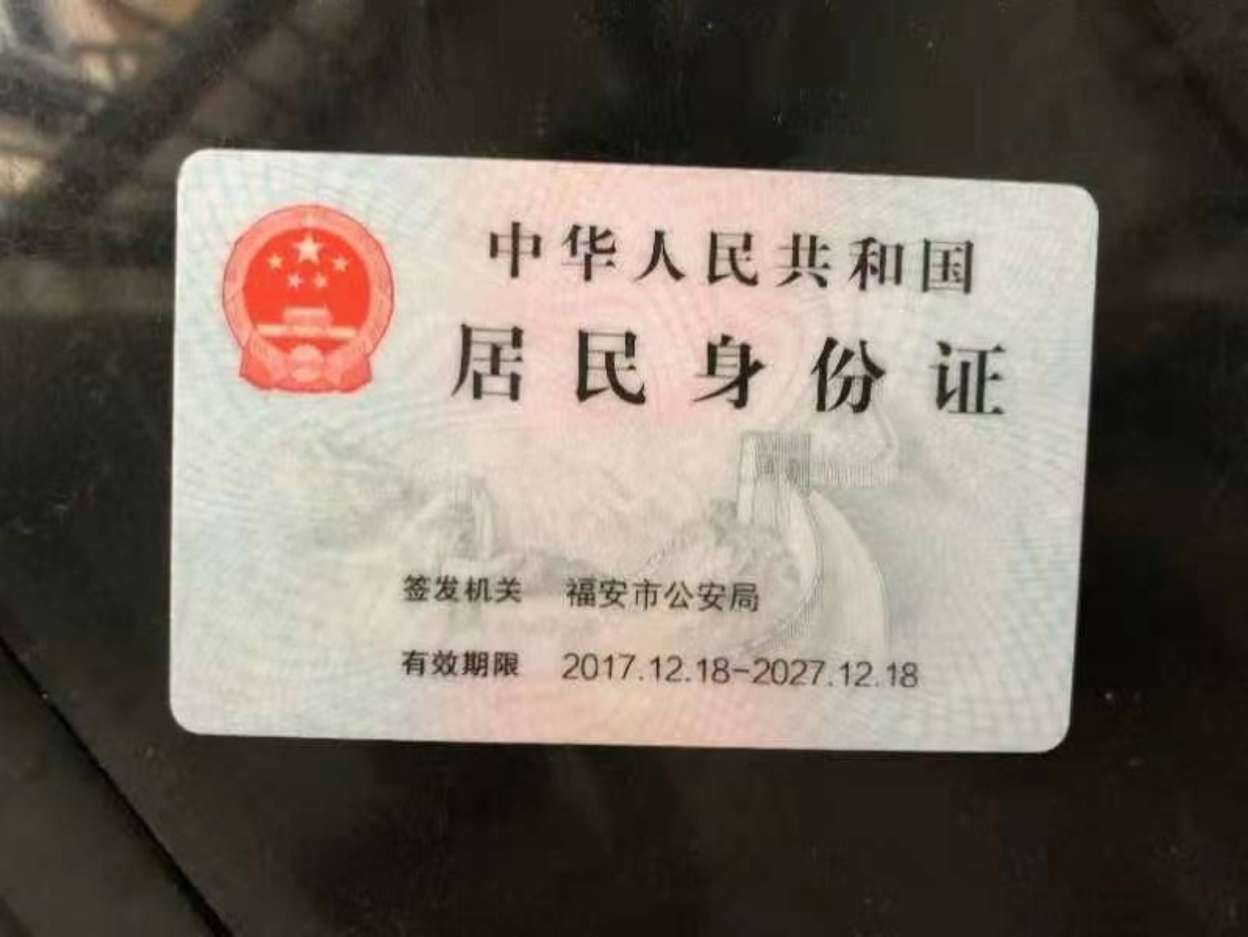 中华人民共和国
居民身份证
签发机关 福安市公安局
有效期限 2017.12.18-2027.12.18